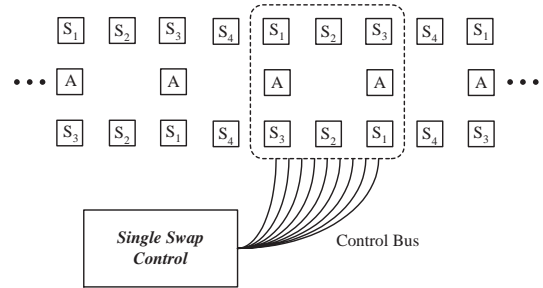 S₁ S₂ S₃ S₄ S₁ S₂ S₃ S₄ S₁
••• A A A A A •••
S₃ S₂ S₁ S₄ S₃ S₂ S₁ S₄ S₃
Single Swap
Control
Control Bus